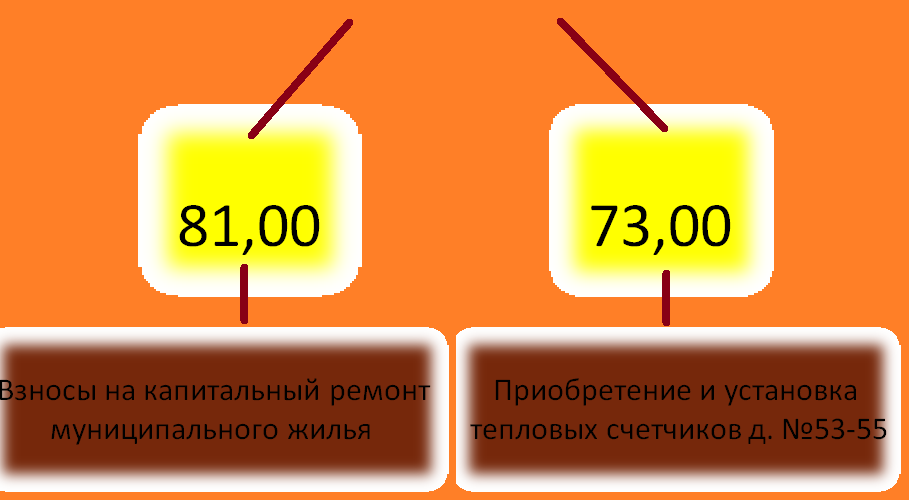 81,00
73,00
Взносы на капитальный ремонт
муниципального жилья
Приобретение и установка
тепловых счетчиков д. №53-55